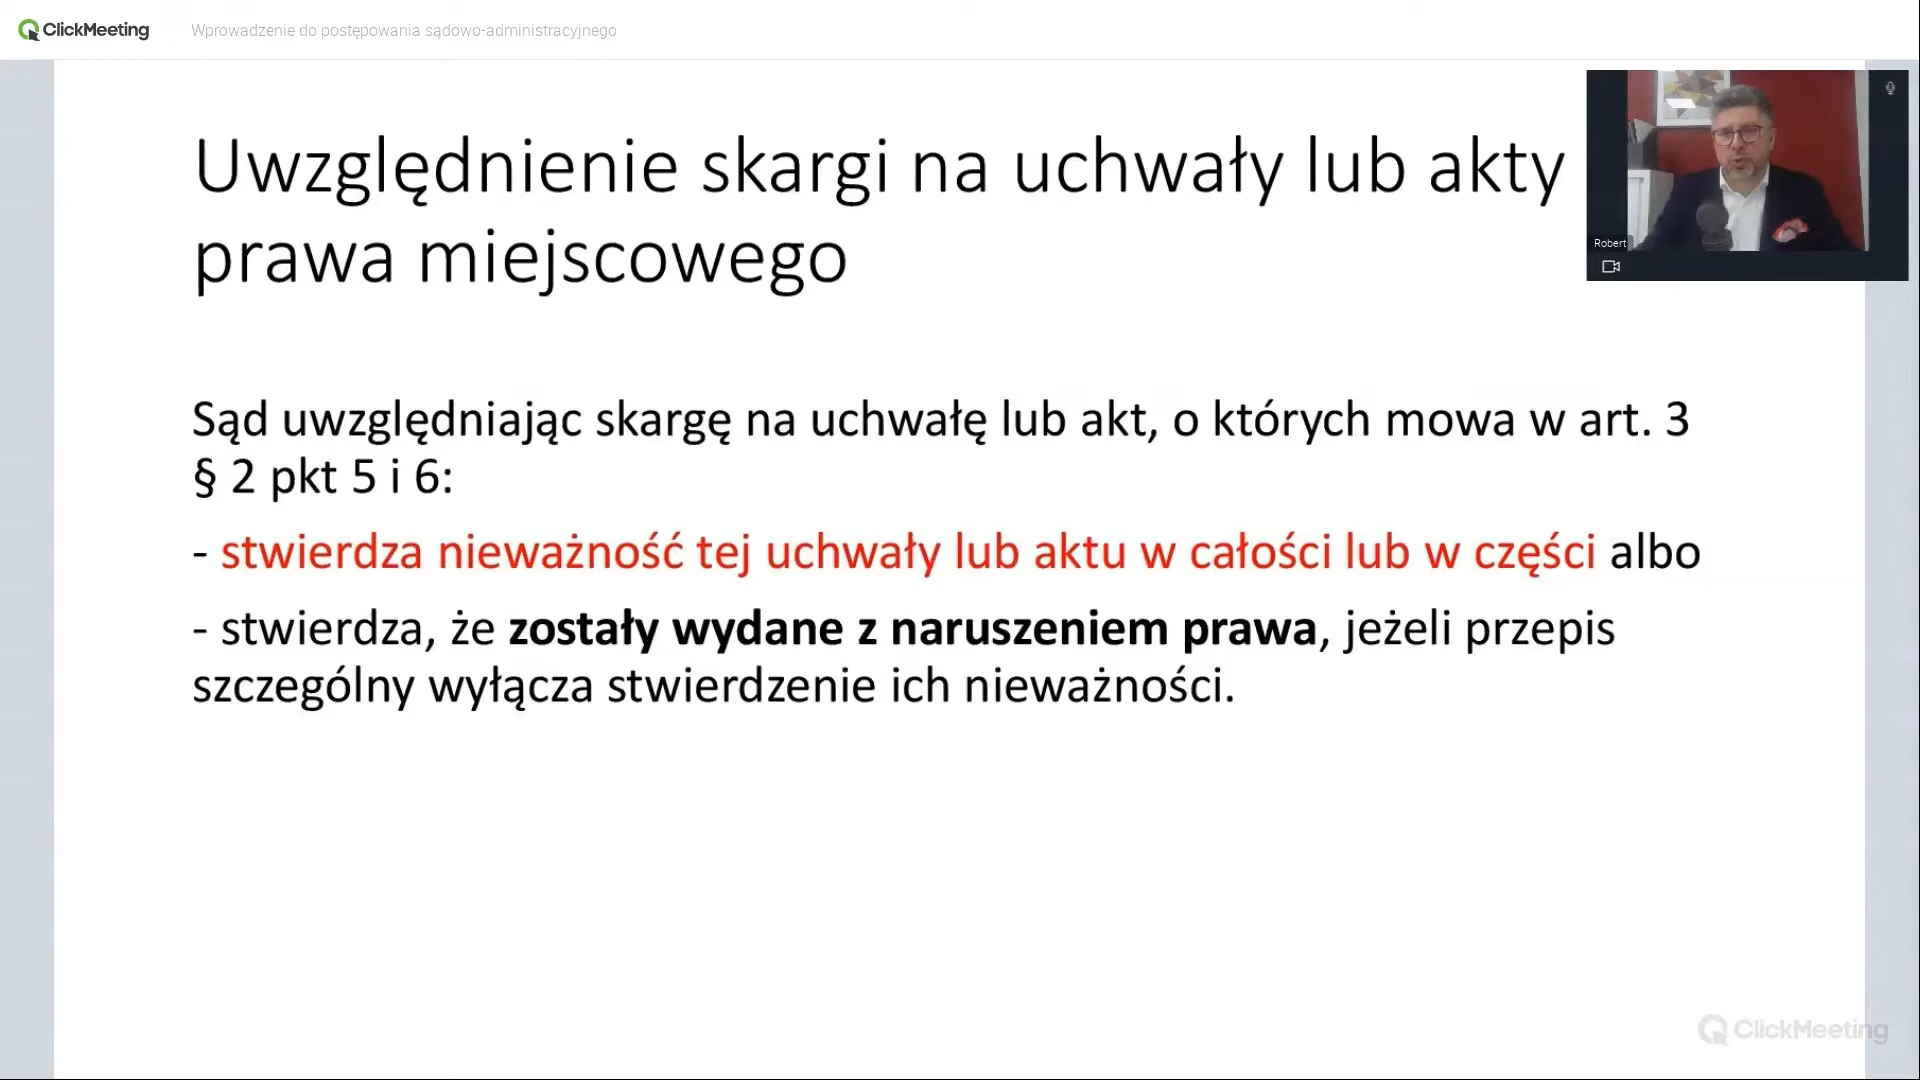 ClickMeeting
Wprowadzenie do postępowania sądowo-administracyjnego
Uwzględnienie skargi na uchwały lub akty
prawa miejscowego
Robert
Sąd uwzględniając skargę na uchwałę lub akt, o których mowa w art. 3
§ 2 pkt 5 i 6:
- stwierdza nieważność tej uchwały lub aktu w całości lub w części albo
- stwierdza, że zostały wydane z naruszeniem prawa, jeżeli przepis
szczególny wyłącza stwierdzenie ich nieważności.
ClickMeeting